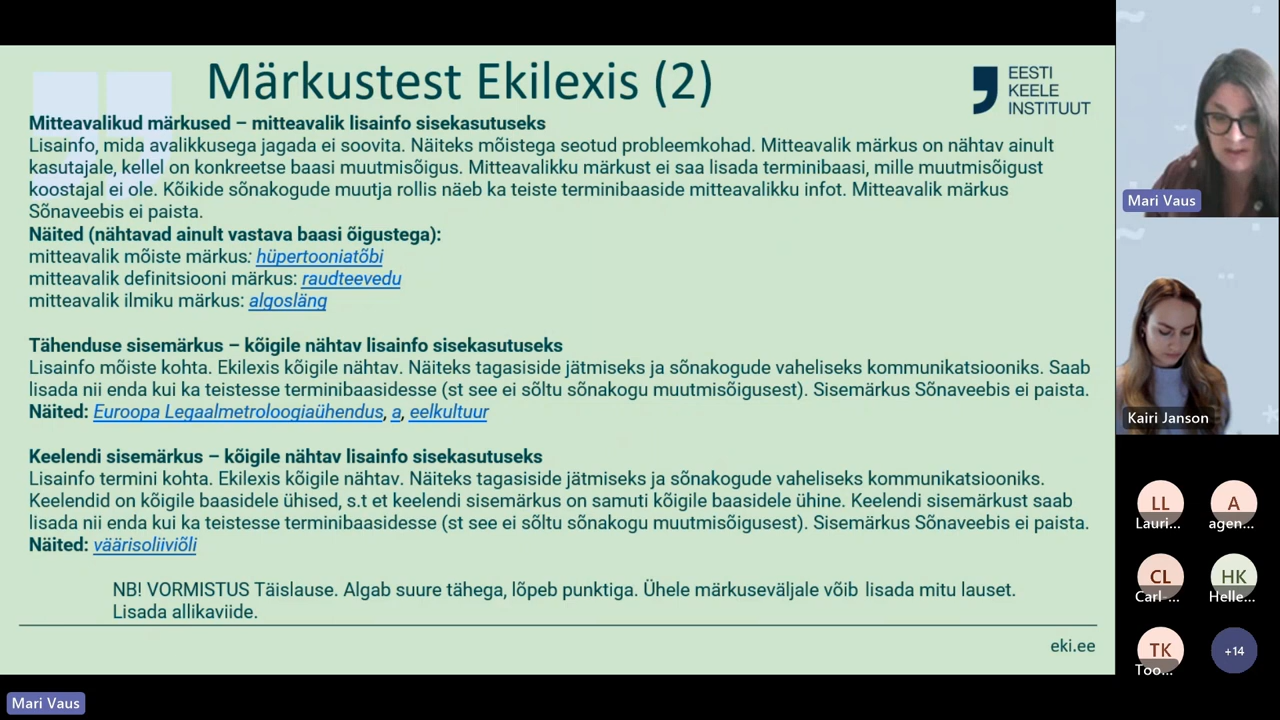 Märkustest Ekilexis (2)
EESTI
KEELE
INSTITUUT
Mitteavalikud märkused – mitteavalik lisainfo sisekasutuseks
Lisainfo, mida avalikkusega jagada ei soovita. Näiteks mõistega seotud probleemkohad. Mitteavalik märkus on nähtav ainult
kasutajale, kellel on konkreetse baasi muutmisõigus. Mitteavalikku märkust ei saa lisada terminibaasi, mille muutmisõigust
koostajal ei ole. Kõikide sõnakogude muutja rollis näeb ka teiste terminibaaside mitteavalikku infot. Mitteavalik märkus
Sõnaveebis ei paista.
Näited (nähtavad ainult vastava baasi õigustega):
mitteavalik mõiste märkus: hüpertooniatõbi
mitteavalik definitsiooni märkus: raudteevedu
mitteavalik ilmiku märkus: algosläng
Tähenduse sisemärkus – kõigile nähtav lisainfo sisekasutuseks
Lisainfo mõiste kohta. Ekilexis kõigile nähtav. Näiteks tagasiside jätmiseks ja sõnakogude vaheliseks kommunikatsiooniks. Saab
lisada nii enda kui ka teistesse terminibaasidesse (st see ei sõltu sõnakogu muutmisõigusest). Sisemärkus Sõnaveebis ei paista.
Näited: Euroopa Legaalmetroloogiaühendus, a, eelkultuur
Keelendi sisemärkus – kõigile nähtav lisainfo sisekasutuseks
Lisainfo termini kohta. Ekilexis kõigile nähtav. Näiteks tagasiside jätmiseks ja sõnakogude vaheliseks kommunikatsiooniks.
Keelendid on kõigile baasidele ühised, s.t et keelendi sisemärkus on samuti kõigile baasidele ühine. Keelendi sisemärkust saab
lisada nii enda kui ka teistesse terminibaasidesse (st see ei sõltu sõnakogu muutmisõigusest). Sisemärkus Sõnaveebis ei paista.
Näited: väärisoliiviõli
NB! VORMISTUS Täislause. Algab suure tähega, lõpeb punktiga. Ühele märkuseväljale võib lisada mitu lauset.
Lisada allikaviide.
eki.ee
Mari Vaus
Mari Vaus
Kairi Janson
LL
Lauri...
A
agen...
CL
Carl-...
HK
Helle...
TK
Too...
+14